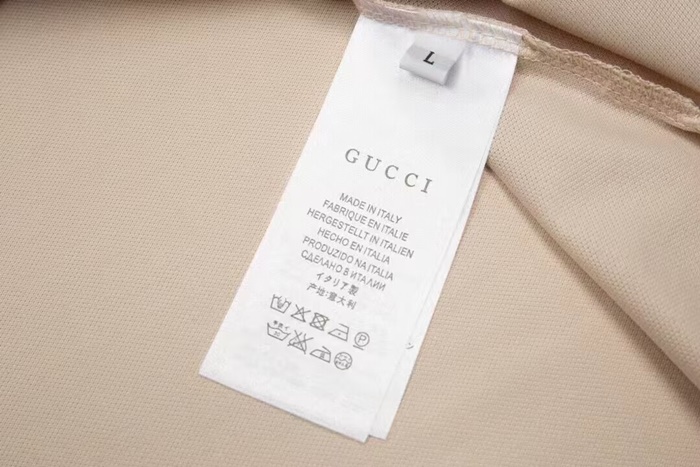 L
GUCCI
MADE IN ITALY
FABRIQUE EN ITALIE
HERGESTELLT IN ITALIEN
HECHO EN ITALIA
PRODUZIDO NA ITALIA
СДЕЛАНО В ИТАЛИИ
イタリア製
产地:意大利
P